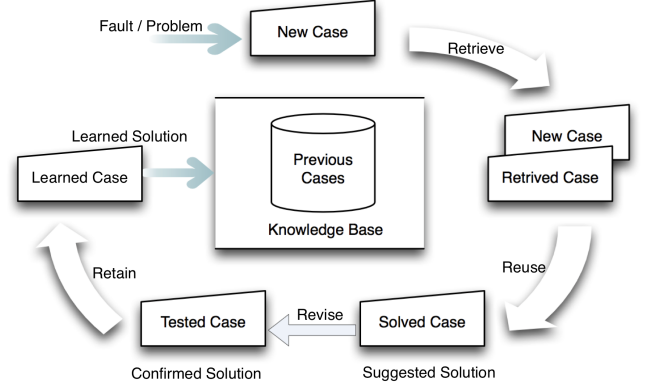 Fault / Problem
New Case
Retrieve
New Case
Retrived Case
Learned Solution
Learned Case
Previous
Cases
Knowledge Base
Reuse
Retain
Tested Case
Revise
Solved Case
Confirmed Solution
Suggested Solution